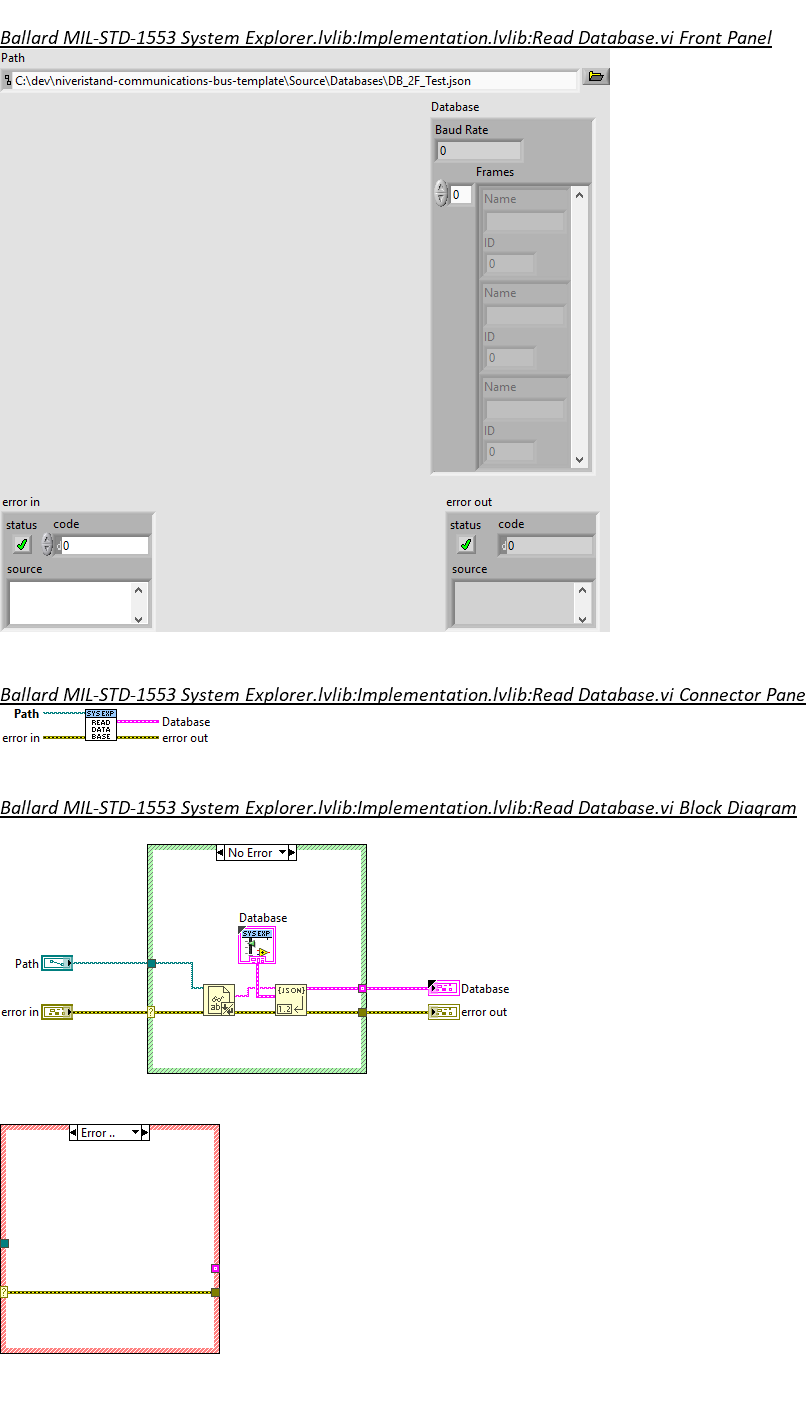 Ballard MIL-STD-1553 System Explorer.lvlib:Implementation.lvlib:Read Database.vi Front Panel
Path
C:\dev\niveristand-communications-bus-template\Source\Databases\DB_2F_Test.json
Database
Baud Rate
0
Frames
0
Name
ID
0
Name
ID
0
Name
ID
0
error in
status code
d0
source
error out
status code
d0
source
Ballard MIL-STD-1553 System Explorer.lvlib:Implementation.lvlib:Read Database.vi Connector Pane
Path
SYS EXP
READ
DATA
BASE
Database
error in
error out
Ballard MIL-STD-1553 System Explorer.lvlib:Implementation.lvlib:Read Database.vi Block Diagram
No Error
Database
SYS EXP
Path
{JSON}
ab
1.2
Database
error in
?
error out
Error ..
?